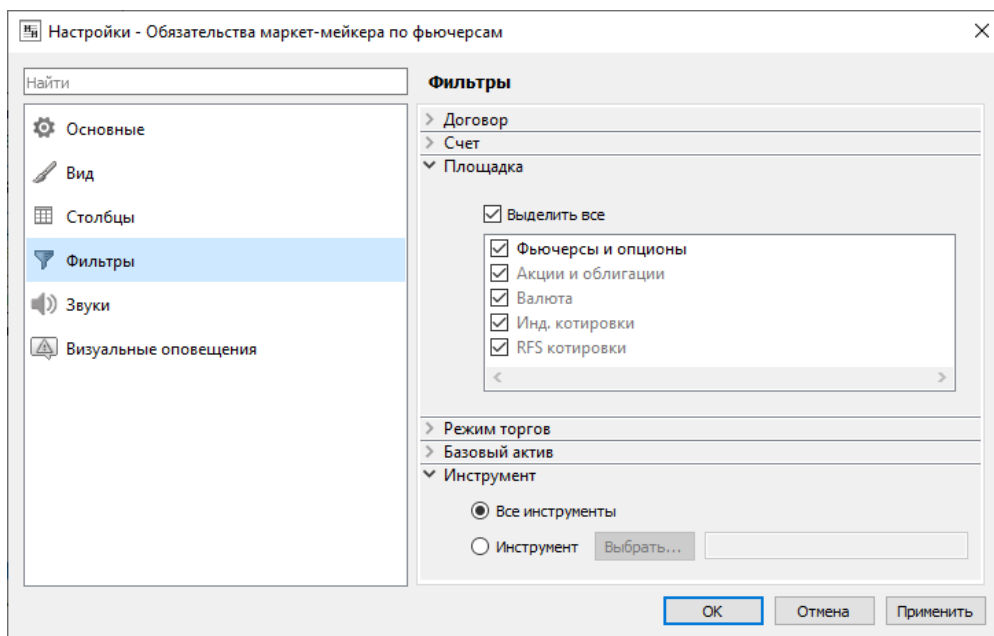 Настройки - Обязательства маркет-мейкера по фьючерсам
Найти
Основные
Вид
Столбцы
Фильтры
Звуки
Визуальные оповещения
Фильтры
Договор
Счет
Площадка
Выделить все
Фьючерсы и опционы
Акции и облигации
Валюта
Инд. котировки
RFS котировки
Режим торгов
Базовый актив
Инструмент
Все инструменты
Инструмент Выбрать...
OK Отмена Применить